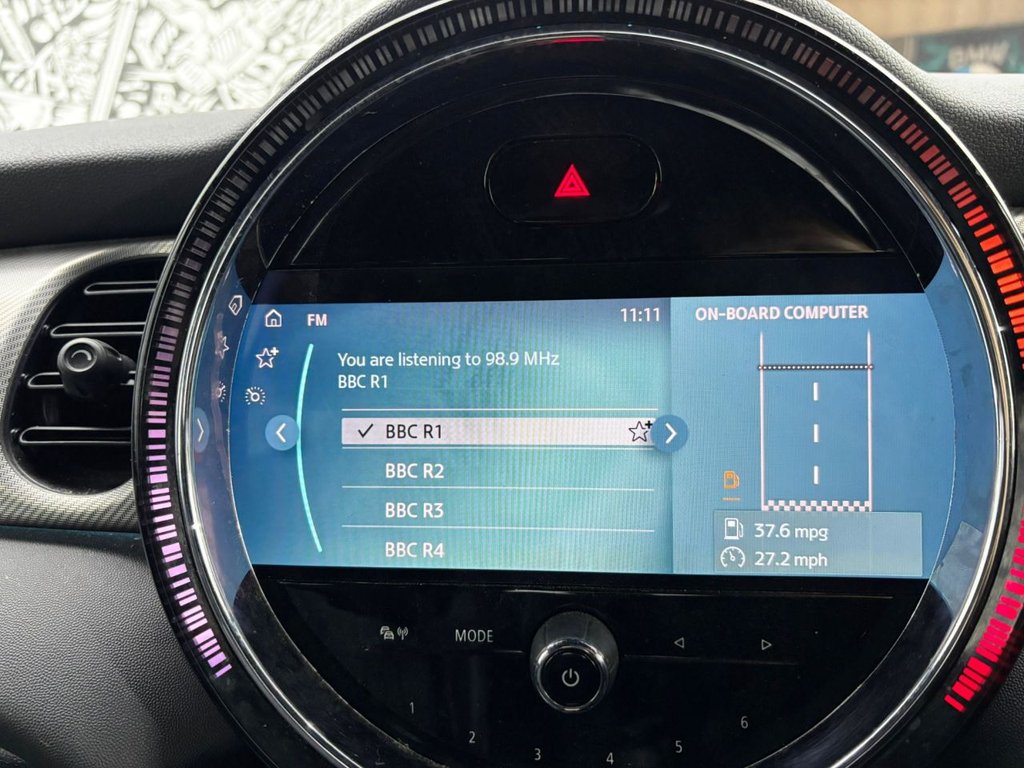 FM
11:11
You are listening to 98.9 MHz
BBC R1
BBC R1
BBC R2
BBC R3
BBC R4
ON-BOARD COMPUTER
37.6 mpg
27.2 mph
MODE
1
2
3
4
5
6